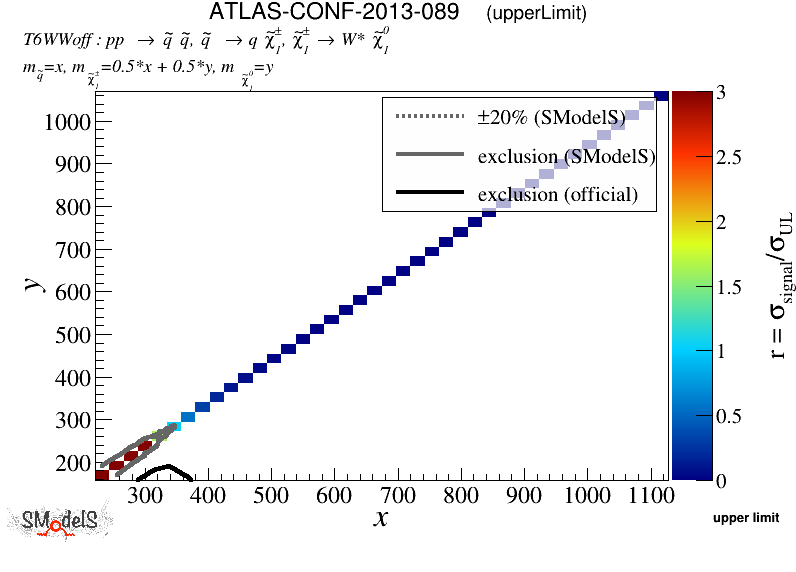 ATLAS-CONF-2013-089 (upperLimit)
T6WWoff : pp → q̃ q̃, q̃ → q χ̃₁±, χ̃₁± → W* χ̃₁⁰
m_q̃=x, m_χ̃₁±=0.5*x + 0.5*y, m_χ̃₁⁰=y
±20% (SModelS)
exclusion (SModelS)
exclusion (official)
1000
900
800
700
600
500
400
300
200
y
300 400 500 600 700 800 900 1000 1100
x
3
2.5
2
1.5
1
0.5
0
r = σ_signal/σ_UL
SModelS
upper limit